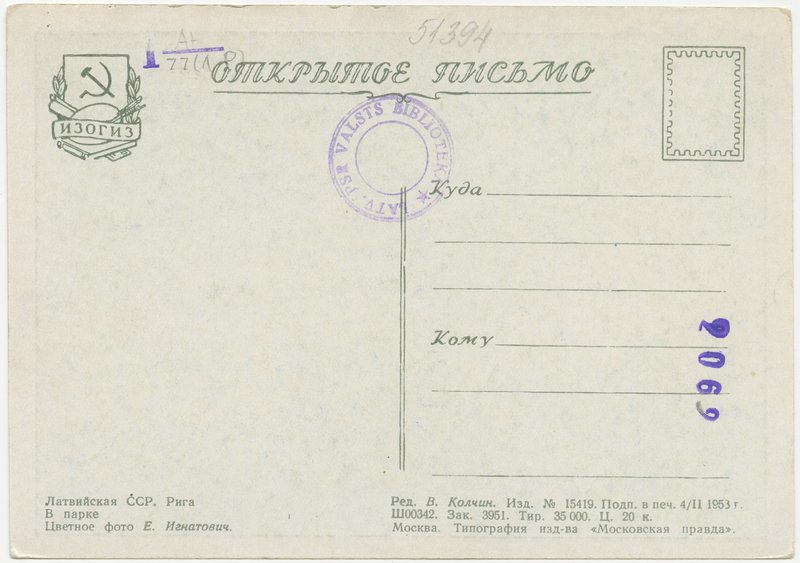 51394
I A+
77(1,8)
ОТКРЫТОЕ ПИСЬМО
ИЗОГИЗ
LATV. PSR VALSTS BIBLIOTEKA ★
Куда
Кому
Латвийская ССР. Рига
В парке
Цветное фото Е. Игнатович.
Ред. В. Колчин. Изд. № 15419. Подп. в печ. 4/II 1953 г.
Ш00342. Зак. 3951. Тир. 35 000. Ц. 20 к.
Москва. Типография изд-ва «Московская правда».